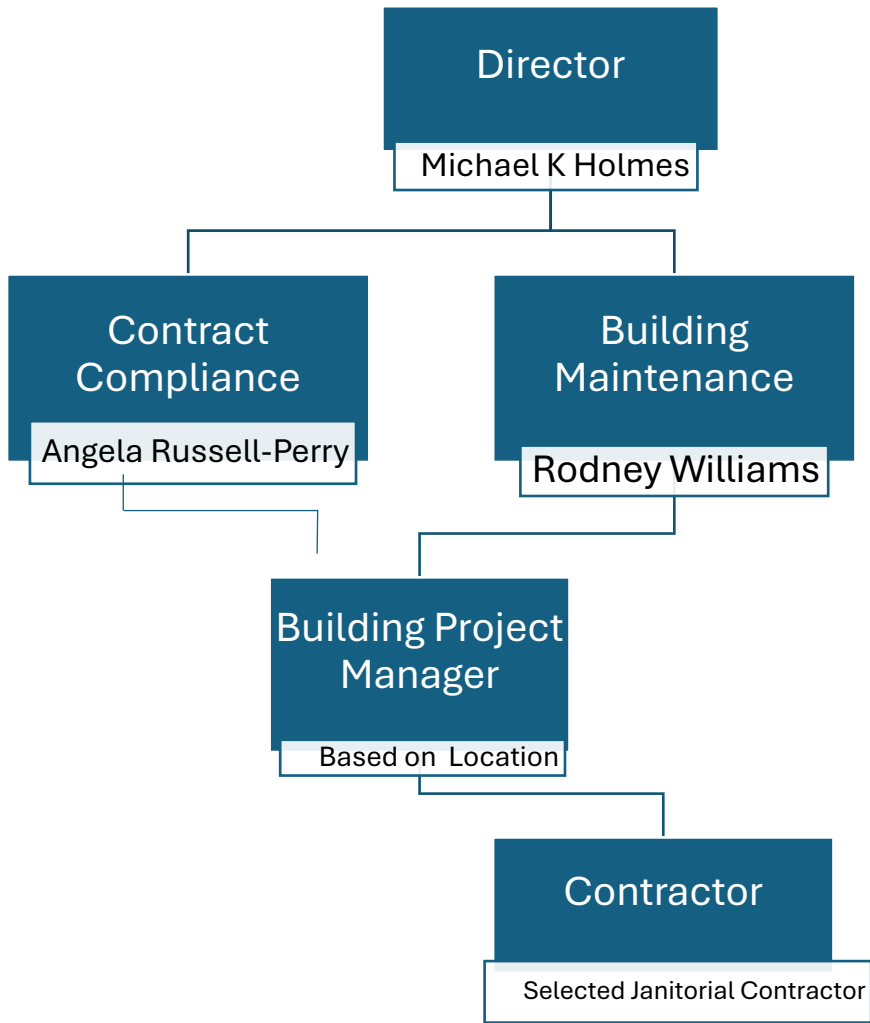 Director
Michael K Holmes
Contract
Compliance
Angela Russell-Perry
Building
Maintenance
Rodney Williams
Building Project
Manager
Based on Location
Contractor
Selected Janitorial Contractor